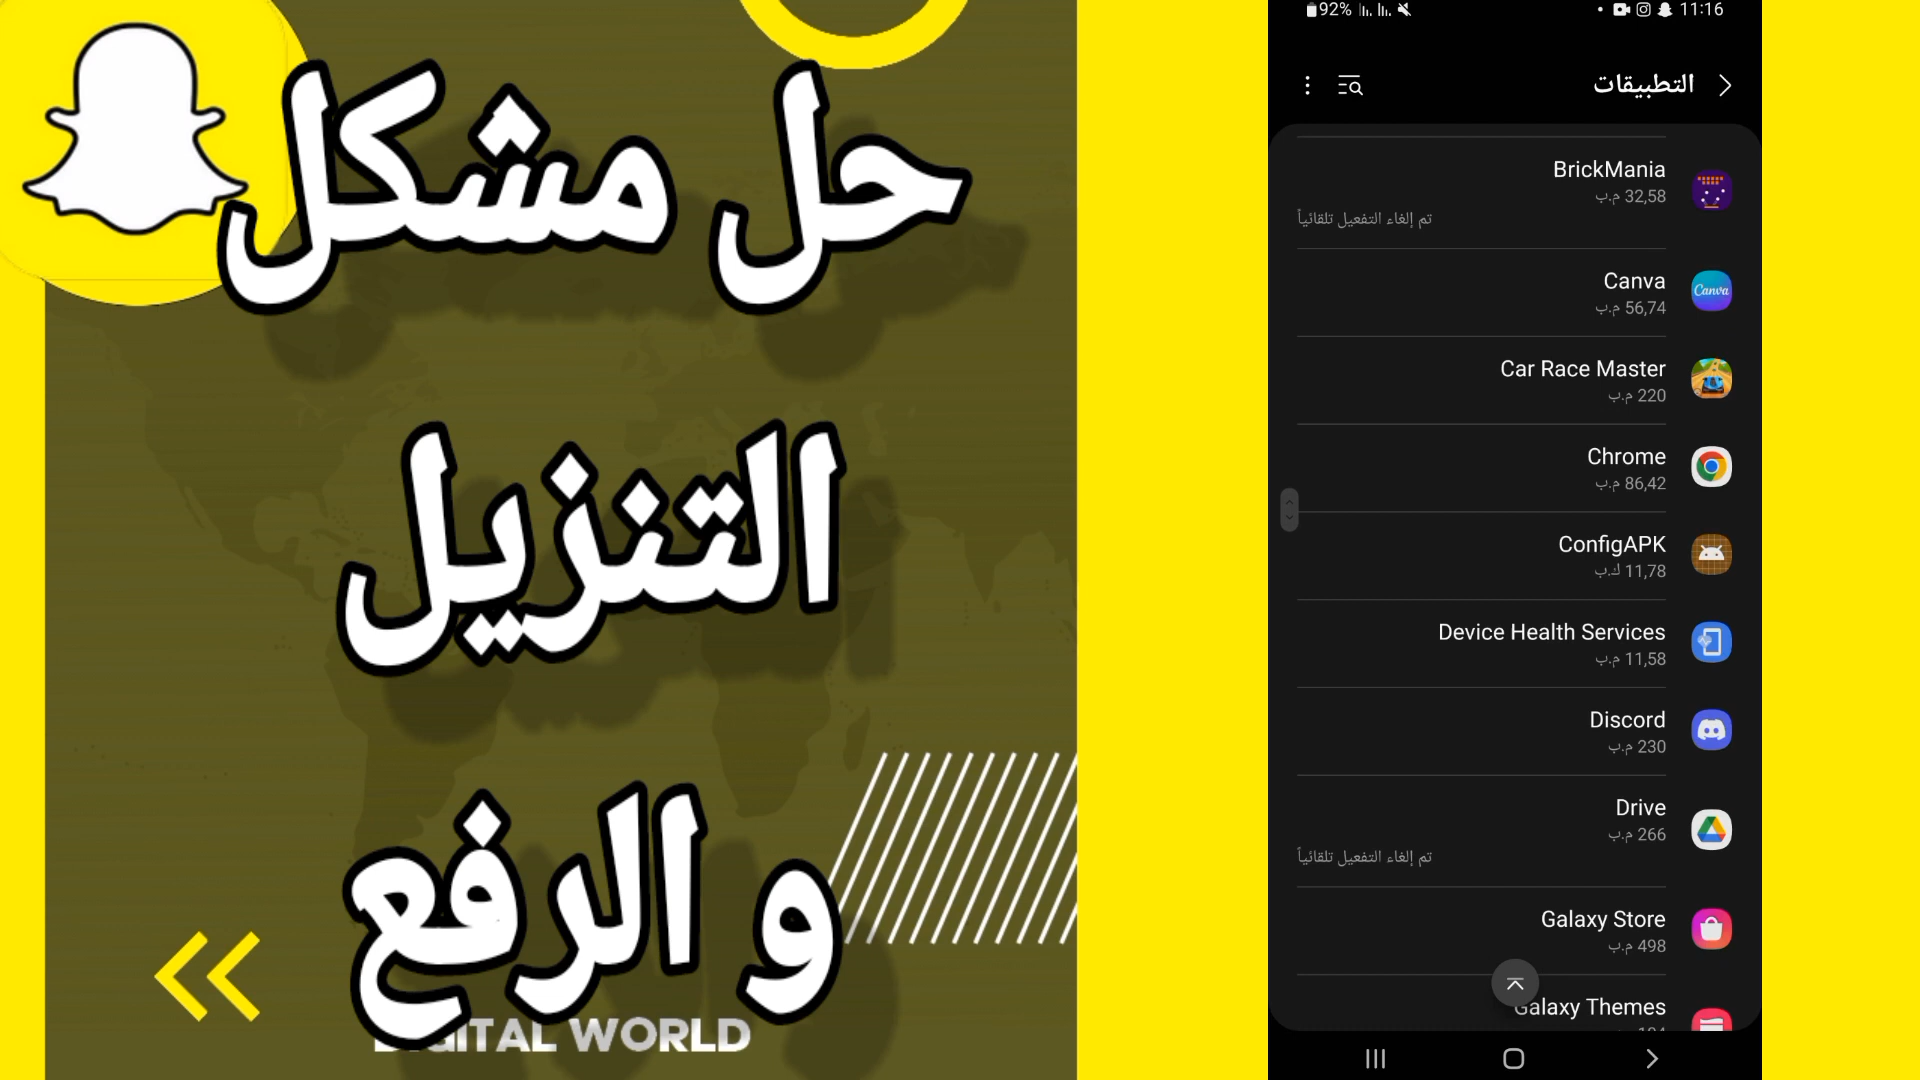 حل مشكل
التنزيل
و الرفع
DIGITAL WORLD
92% 11:16
التطبيقات
BrickMania
32,58 م.ب
تم إلغاء التفعيل تلقائياً
Canva
Canva
56,74 م.ب
Car Race Master
220 م.ب
Chrome
86,42 م.ب
ConfigAPK
11,78 ك.ب
Device Health Services
11,58 م.ب
Discord
230 م.ب
Drive
266 م.ب
تم إلغاء التفعيل تلقائياً
Galaxy Store
498 م.ب
Galaxy Themes